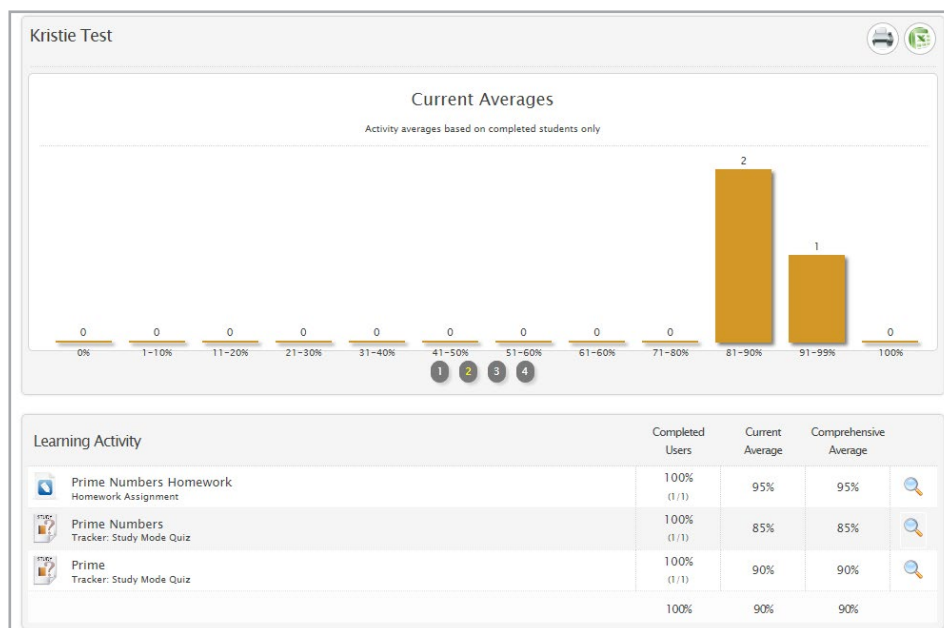 Kristie Test
Current Averages
Activity averages based on completed students only
2
1
0 0 0 0 0 0 0 0 0 0
0% 1-10% 11-20% 21-30% 31-40% 41-50% 51-60% 61-60% 71-80% 81-90% 91-99% 100%
1 2 3 4
Learning Activity
Completed Users
Current Average
Comprehensive Average
Prime Numbers Homework
Homework Assignment
100%
(1/1)
95%
95%
STUDY
Prime Numbers
Tracker: Study Mode Quiz
100%
(1/1)
85%
85%
STUDY
Prime
Tracker: Study Mode Quiz
100%
(1/1)
90%
90%
100% 90% 90%